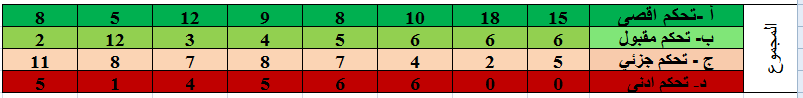 المجموع
أ -تحكم اقصى 15 18 10 8 9 12 5 8
ب- تحكم مقبول 6 6 6 5 4 3 12 2
ج - تحكم جزئي 5 2 4 7 8 7 8 11
د- تحكم ادنى 0 0 6 6 5 4 1 5